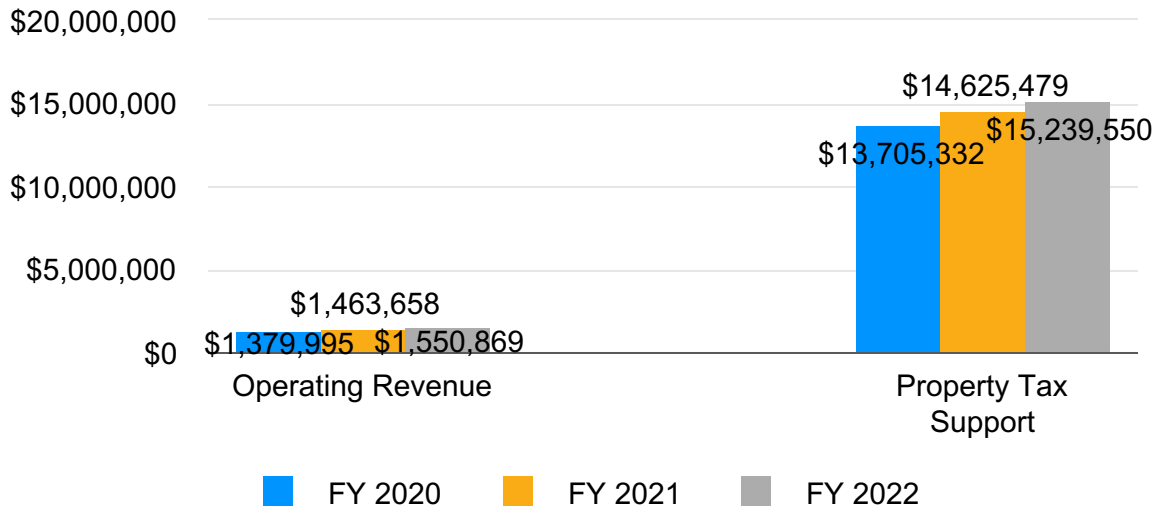 $20,000,000
$15,000,000
$10,000,000
$5,000,000
$0
$14,625,479
$15,239,550
$13,705,332
$1,463,658
$1,379,995 $1,550,869
Operating Revenue
Property Tax
Support
FY 2020 FY 2021 FY 2022